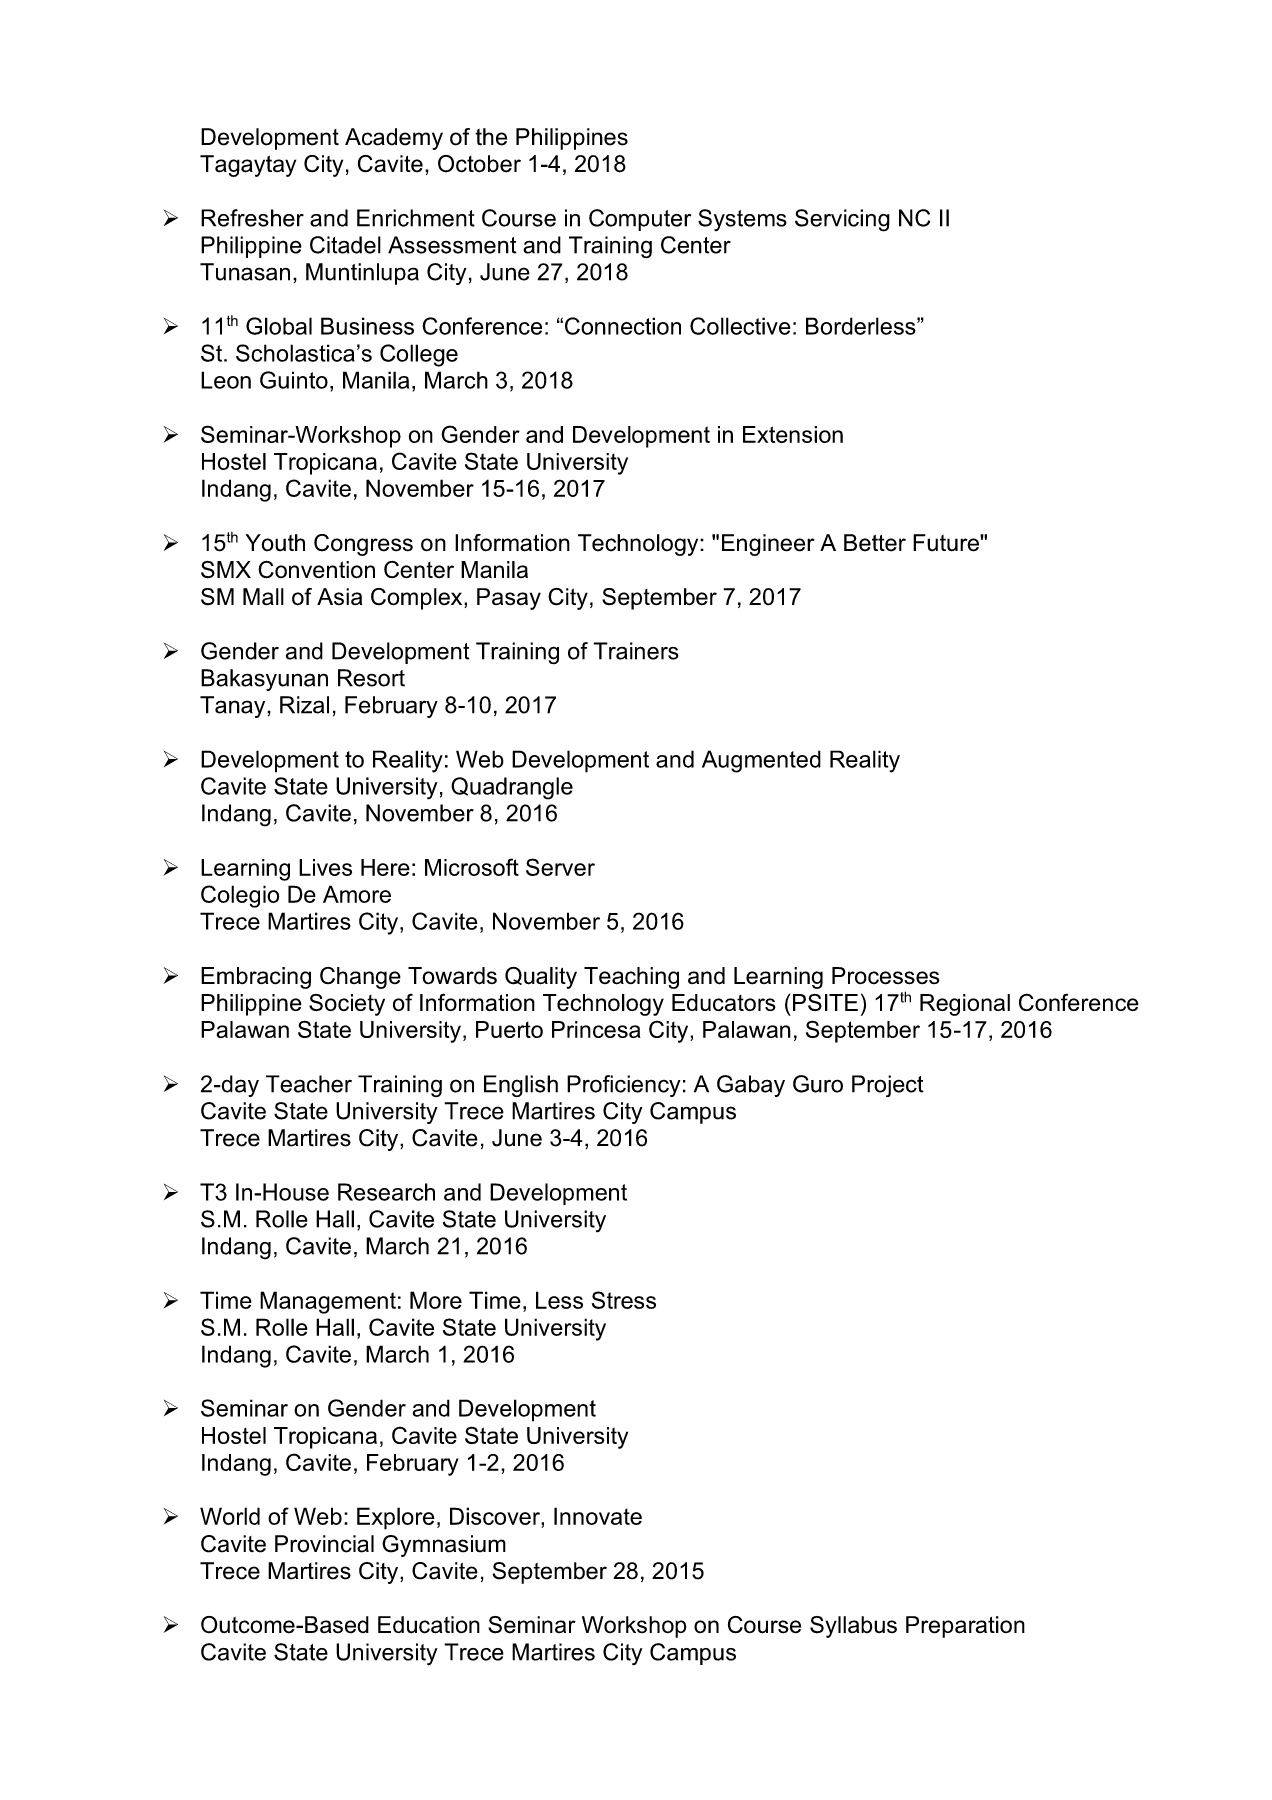 Development Academy of the Philippines
Tagaytay City, Cavite, October 1-4, 2018
➢ Refresher and Enrichment Course in Computer Systems Servicing NC II
Philippine Citadel Assessment and Training Center
Tunasan, Muntinlupa City, June 27, 2018
➢ 11th Global Business Conference: “Connection Collective: Borderless”
St. Scholastica’s College
Leon Guinto, Manila, March 3, 2018
➢ Seminar-Workshop on Gender and Development in Extension
Hostel Tropicana, Cavite State University
Indang, Cavite, November 15-16, 2017
➢ 15th Youth Congress on Information Technology: "Engineer A Better Future"
SMX Convention Center Manila
SM Mall of Asia Complex, Pasay City, September 7, 2017
➢ Gender and Development Training of Trainers
Bakasyunan Resort
Tanay, Rizal, February 8-10, 2017
➢ Development to Reality: Web Development and Augmented Reality
Cavite State University, Quadrangle
Indang, Cavite, November 8, 2016
➢ Learning Lives Here: Microsoft Server
Colegio De Amore
Trece Martires City, Cavite, November 5, 2016
➢ Embracing Change Towards Quality Teaching and Learning Processes
Philippine Society of Information Technology Educators (PSITE) 17th Regional Conference
Palawan State University, Puerto Princesa City, Palawan, September 15-17, 2016
➢ 2-day Teacher Training on English Proficiency: A Gabay Guro Project
Cavite State University Trece Martires City Campus
Trece Martires City, Cavite, June 3-4, 2016
➢ T3 In-House Research and Development
S.M. Rolle Hall, Cavite State University
Indang, Cavite, March 21, 2016
➢ Time Management: More Time, Less Stress
S.M. Rolle Hall, Cavite State University
Indang, Cavite, March 1, 2016
➢ Seminar on Gender and Development
Hostel Tropicana, Cavite State University
Indang, Cavite, February 1-2, 2016
➢ World of Web: Explore, Discover, Innovate
Cavite Provincial Gymnasium
Trece Martires City, Cavite, September 28, 2015
➢ Outcome-Based Education Seminar Workshop on Course Syllabus Preparation
Cavite State University Trece Martires City Campus